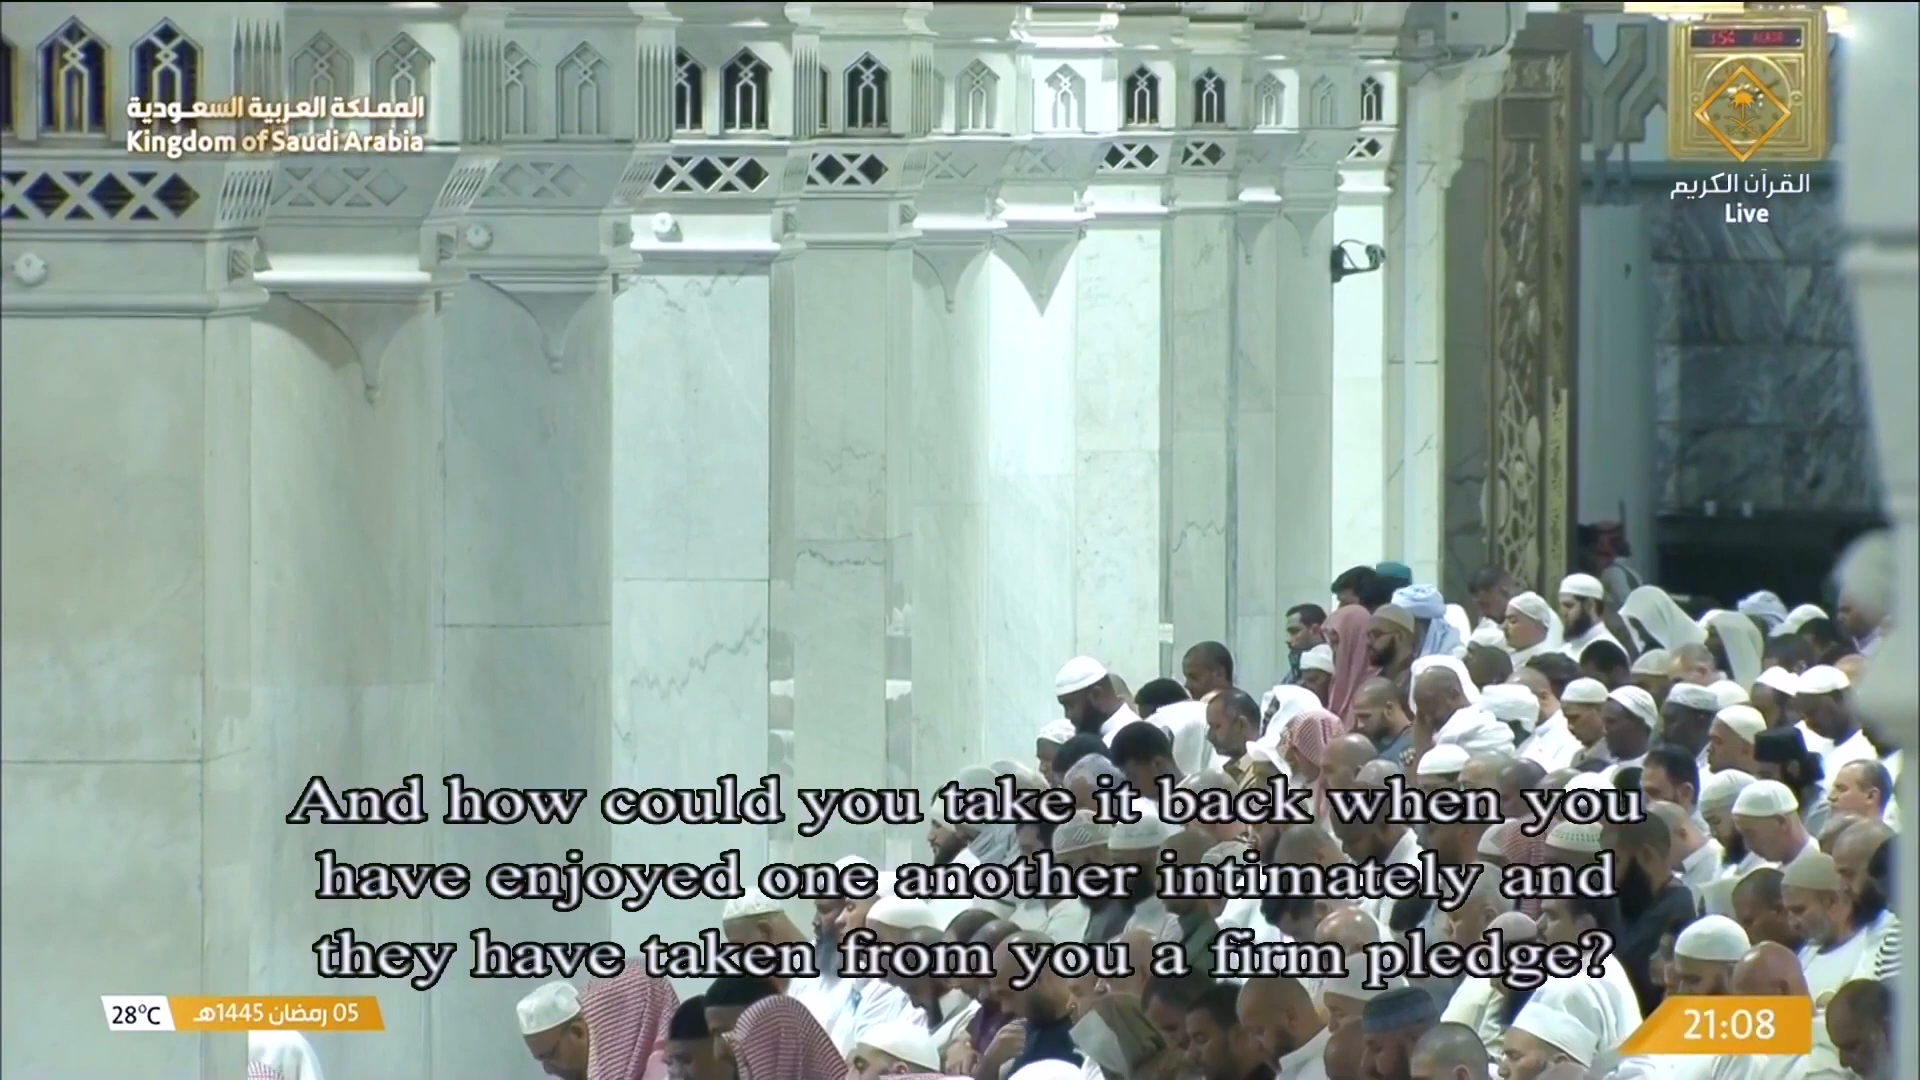 المملكة العربية السعودية
Kingdom of Saudi Arabia
القرآن الكريم
Live
And how could you take it back when you
have enjoyed one another intimately and
they have taken from you a firm pledge?
28°C
05 رمضان 1445هـ
21:08